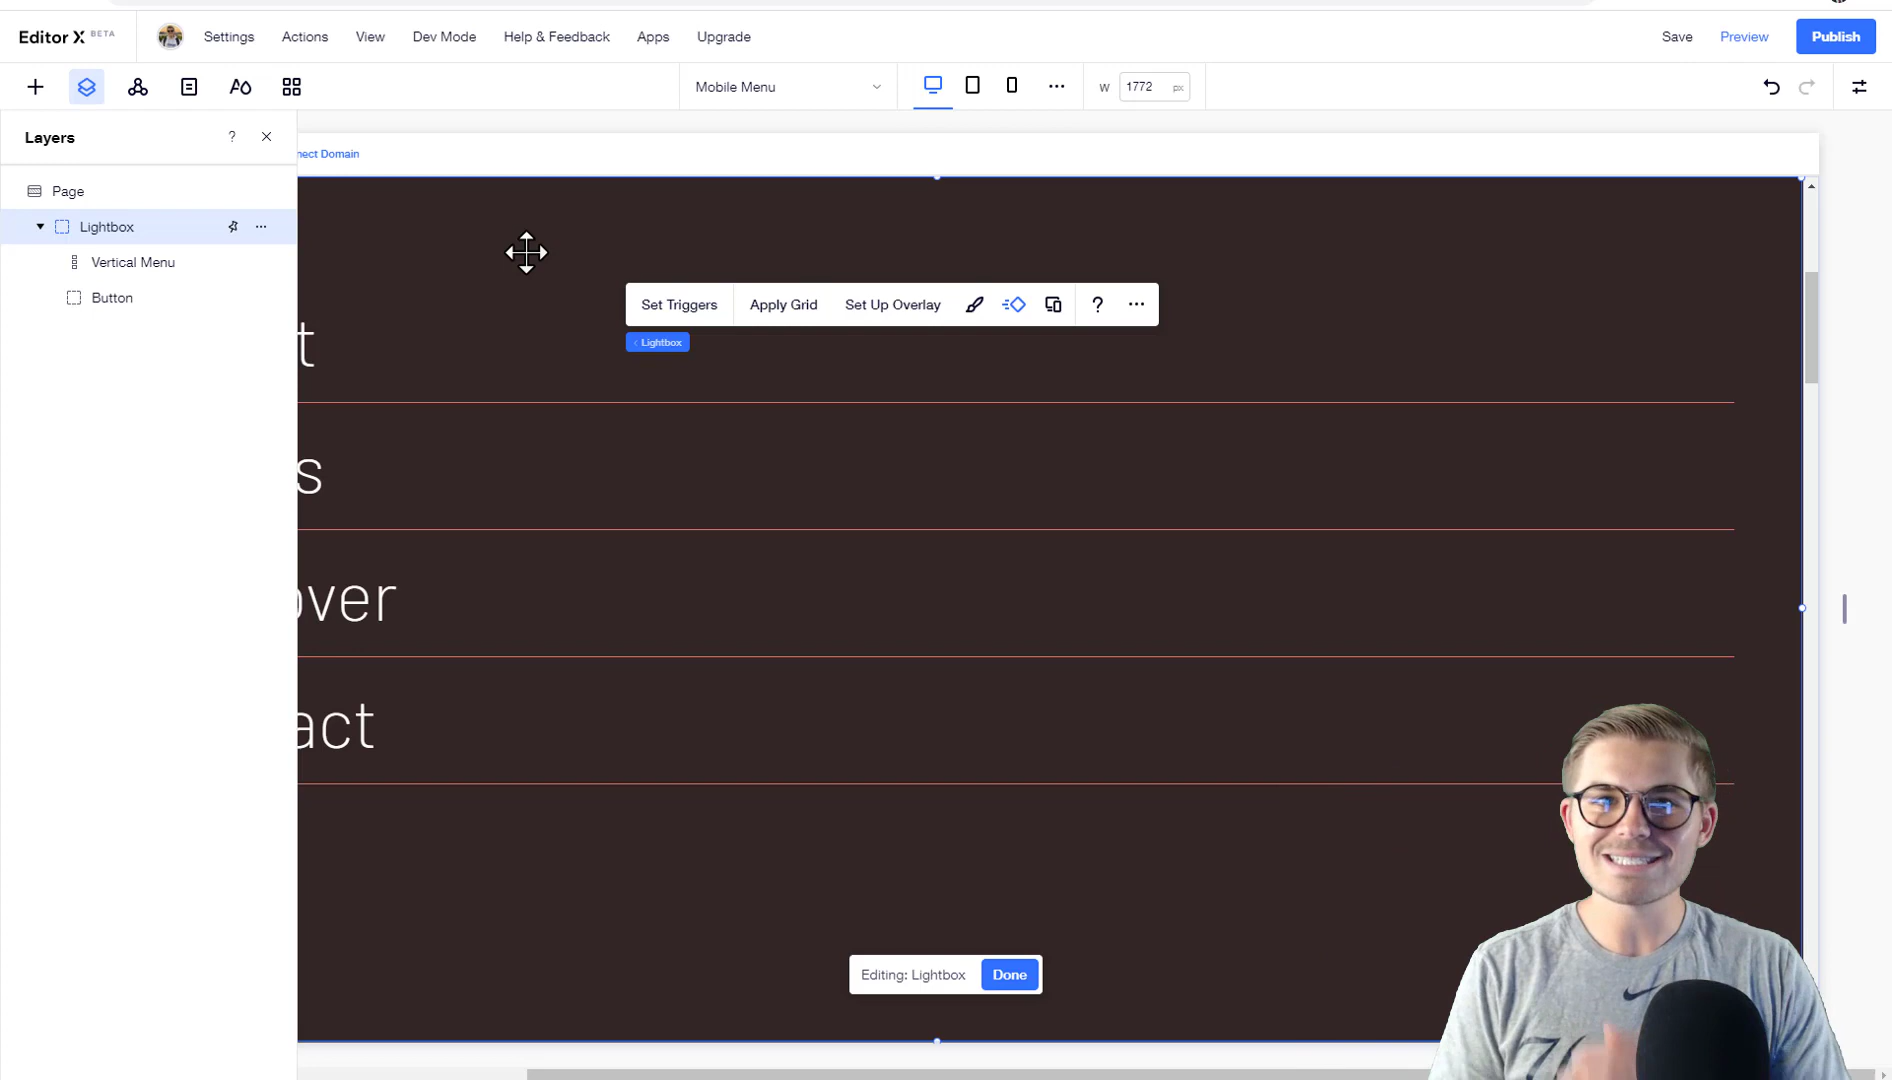 Editor X BETA
Settings
Actions
View
Dev Mode
Help & Feedback
Apps
Upgrade
Save
Preview
Publish
Mobile Menu
W 1772 px
Layers
?
nect Domain
Page
Lightbox
Vertical Menu
Button
Set Triggers
Apply Grid
Set Up Overlay
?
Lightbox
t
s
over
act
Editing: Lightbox
Done